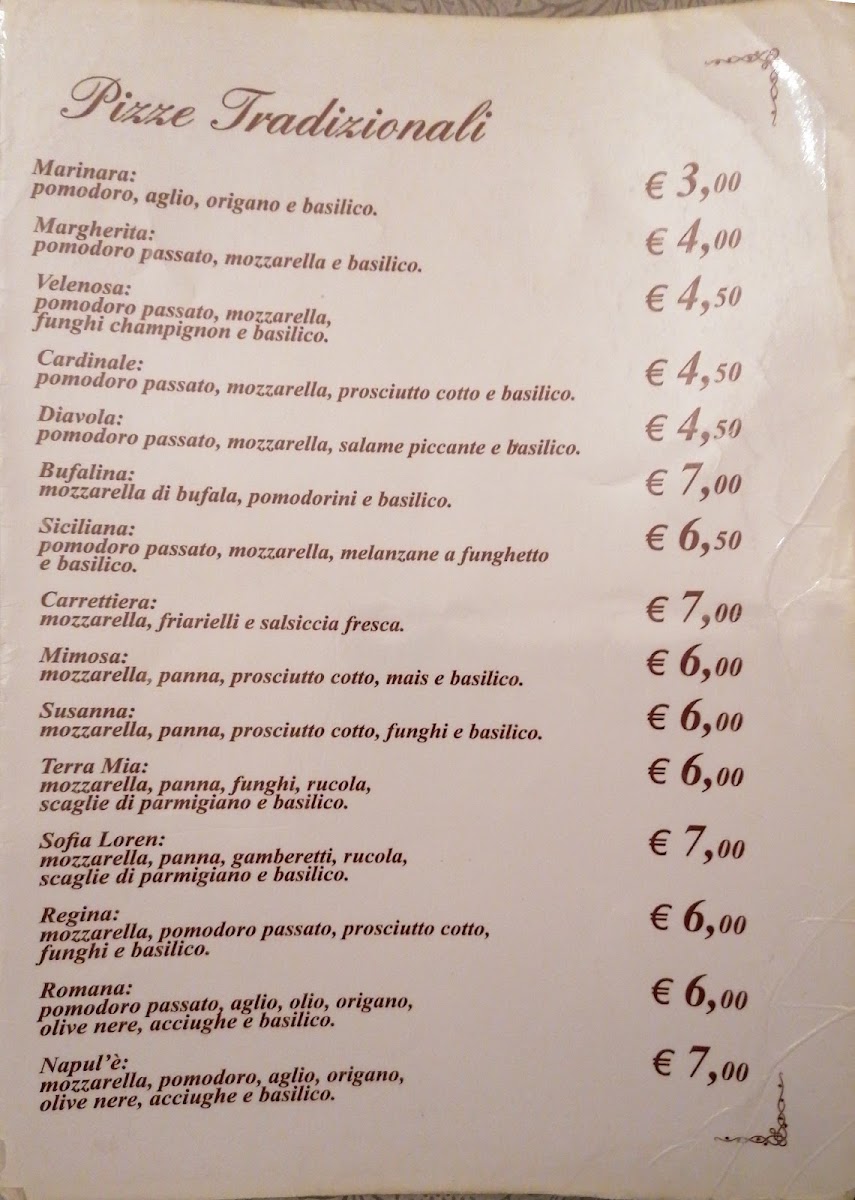 Pizze Tradizionali
Marinara:
pomodoro, aglio, origano e basilico. € 3,00
Margherita:
pomodoro passato, mozzarella e basilico. € 4,00
Velenosa:
pomodoro passato, mozzarella, € 4,50
funghi champignon e basilico.
Cardinale:
pomodoro passato, mozzarella, prosciutto cotto e basilico. € 4,50
Diavola:
pomodoro passato, mozzarella, salame piccante e basilico. € 4,50
Bufalina:
mozzarella di bufala, pomodorini e basilico. € 7,00
Siciliana:
pomodoro passato, mozzarella, melanzane a funghetto € 6,50
e basilico.
Carrettiera:
mozzarella, friarielli e salsiccia fresca. € 7,00
Mimosa:
mozzarella, panna, prosciutto cotto, mais e basilico. € 6,00
Susanna:
mozzarella, panna, prosciutto cotto, funghi e basilico. € 6,00
Terra Mia:
mozzarella, panna, funghi, rucola, € 6,00
scaglie di parmigiano e basilico.
Sofia Loren:
mozzarella, panna, gamberetti, rucola, € 7,00
scaglie di parmigiano e basilico.
Regina:
mozzarella, pomodoro passato, prosciutto cotto, € 6,00
funghi e basilico.
Romana:
pomodoro passato, aglio, olio, origano, € 6,00
olive nere, acciughe e basilico.
Napul'è:
mozzarella, pomodoro, aglio, origano, € 7,00
olive nere, acciughe e basilico.